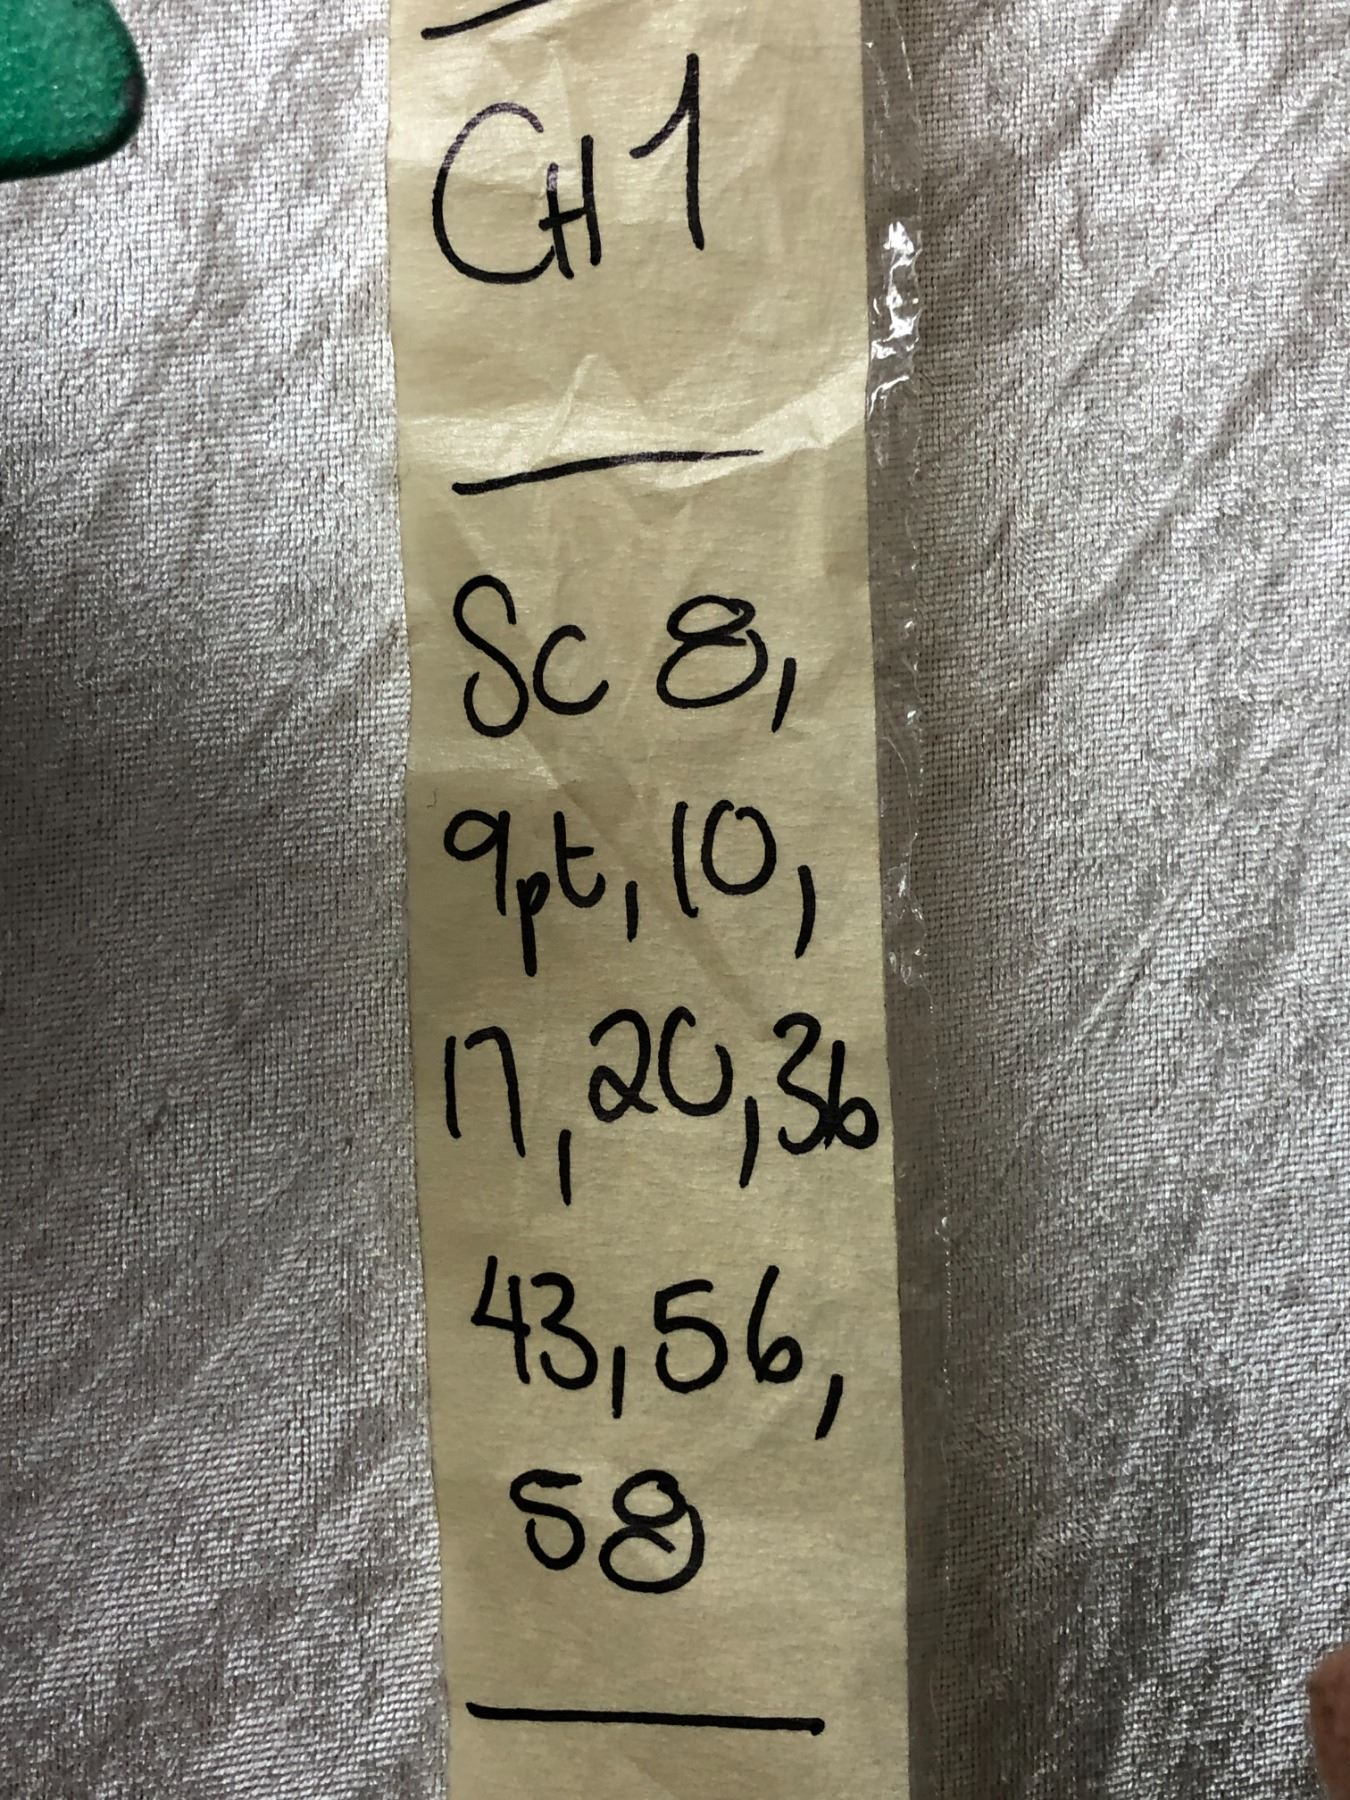 CH 1
Sc 8,
9pt, 10,
17, 20, 36
43, 56,
58